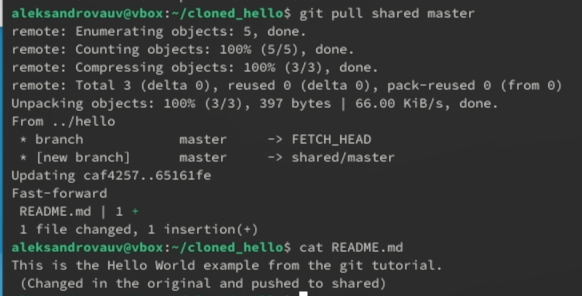 aleksandrovauv@vbox:~/cloned_hello$ git pull shared master
remote: Enumerating objects: 5, done.
remote: Counting objects: 100% (5/5), done.
remote: Compressing objects: 100% (3/3), done.
remote: Total 3 (delta 0), reused 0 (delta 0), pack-reused 0 (from 0)
Unpacking objects: 100% (3/3), 397 bytes | 66.00 KiB/s, done.
From ../hello
 * branch            master     -> FETCH_HEAD
 * [new branch]      master     -> shared/master
Updating caf4257..65161fe
Fast-forward
 README.md | 1 +
 1 file changed, 1 insertion(+)
aleksandrovauv@vbox:~/cloned_hello$ cat README.md
This is the Hello World example from the git tutorial.
 (Changed in the original and pushed to shared)